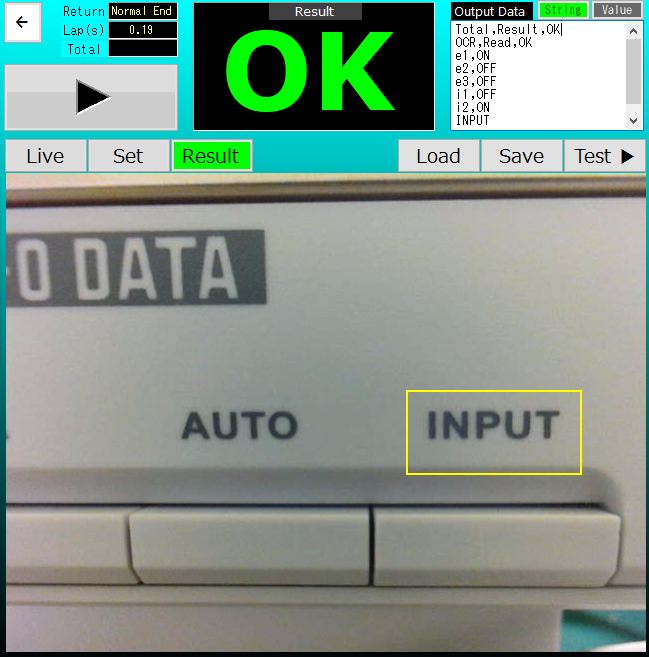 ←
Return Normal End
Lap(s) 0.19
Total
Result
OK
Output Data String Value
Total,Result,OK
OCR,Read,OK
e1,ON
e2,OFF
e3,OFF
i1,OFF
i2,ON
INPUT
Live Set Result Load Save Test ▶
-O DATA
AUTO INPUT